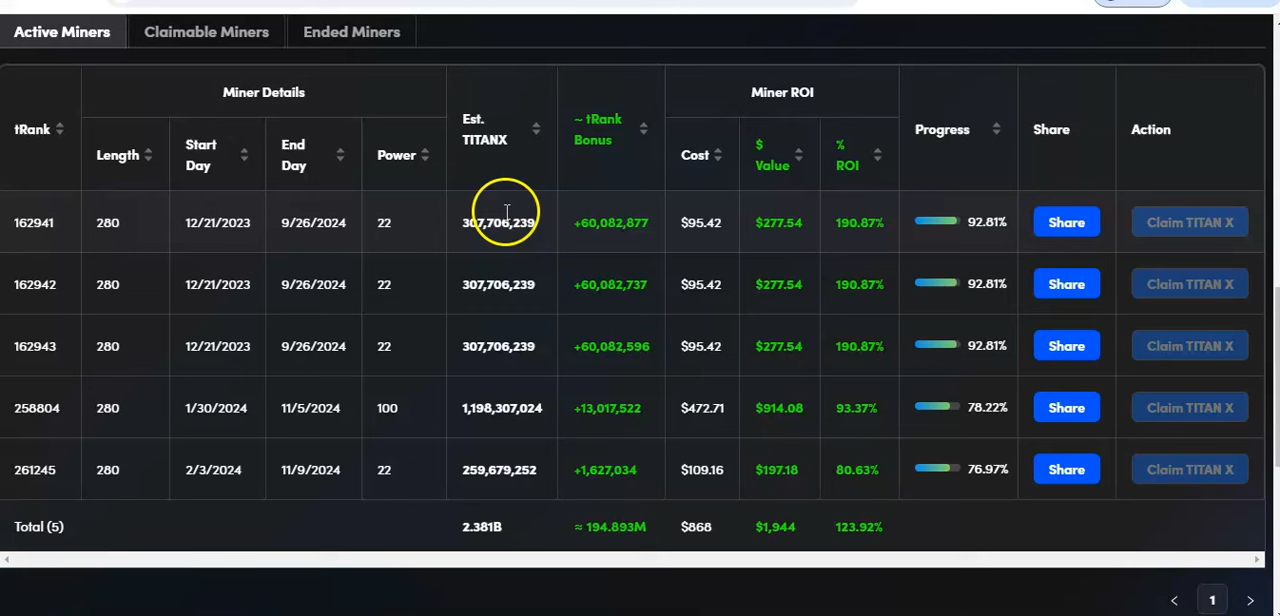 Active Miners Claimable Miners Ended Miners
Miner Details Miner ROI
tRank Length Start Day End Day Power Est. TITANX ~ tRank Bonus Cost $ Value % ROI Progress Share Action
162941 280 12/21/2023 9/26/2024 22 307,706,239 +60,082,877 $95.42 $277.54 190.87% 92.81% Share Claim TITAN X
162942 280 12/21/2023 9/26/2024 22 307,706,239 +60,082,737 $95.42 $277.54 190.87% 92.81% Share Claim TITAN X
162943 280 12/21/2023 9/26/2024 22 307,706,239 +60,082,596 $95.42 $277.54 190.87% 92.81% Share Claim TITAN X
258804 280 1/30/2024 11/5/2024 100 1,198,307,024 +13,017,522 $472.71 $914.08 93.37% 78.22% Share Claim TITAN X
261245 280 2/3/2024 11/9/2024 22 259,679,252 +1,627,034 $109.16 $197.18 80.63% 76.97% Share Claim TITAN X
Total (5) 2.381B ≈ 194.893M $868 $1,944 123.92%
< 1 >